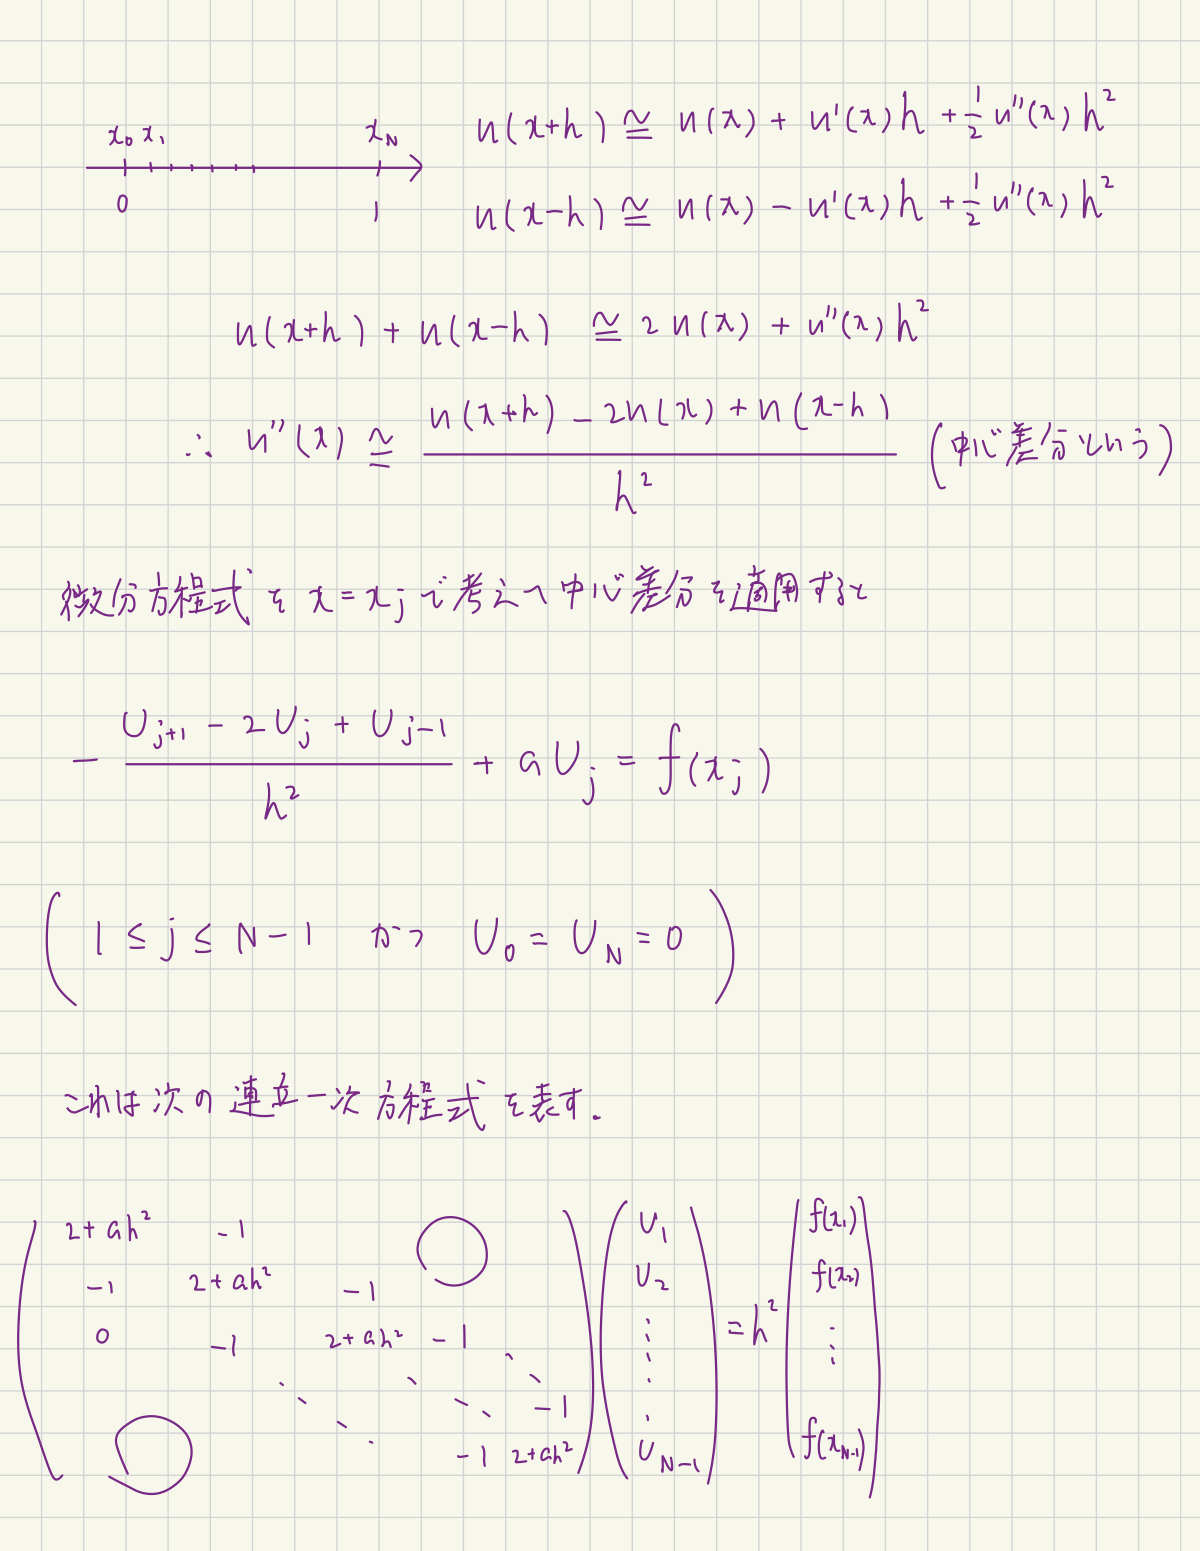 x₀ x₁ x_N
0 1
u(x+h) ≅ u(x) + u'(x)h + 1/2 u''(x)h²
u(x-h) ≅ u(x) - u'(x)h + 1/2 u''(x)h²
u(x+h) + u(x-h) ≅ 2u(x) + u''(x)h²
∴ u''(x) ≅ (u(x+h) - 2u(x) + u(x-h)) / h² (中心差分という)
微分方程式を x = x_j で考えて中心差分を適用すると
- (U_{j+1} - 2U_j + U_{j-1}) / h² + aU_j = f(x_j)
( 1 ≤ j ≤ N-1 かつ U₀ = U_N = 0 )
これは次の連立一次方程式を表す.
2+ah² -1 0 U₁ f(x₁)
-1 2+ah² -1 U₂ f(x₂)
0 -1 2+ah² -1 ⋱ ⋮ = h² ⋮
⋱ ⋱ ⋱ -1
0 -1 2+ah² U_{N-1} f(x_{N-1})